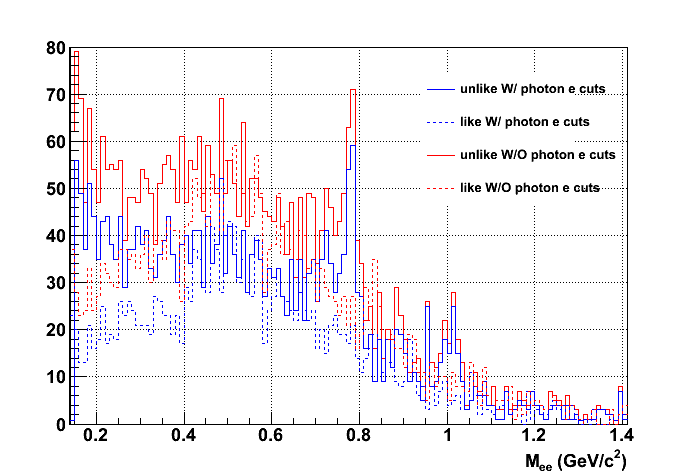 80
70
60
50
40
30
20
10
0
unlike W/ photon e cuts
like W/ photon e cuts
unlike W/O photon e cuts
like W/O photon e cuts
0.2 0.4 0.6 0.8 1 1.2 1.4
M_ee (GeV/c²)